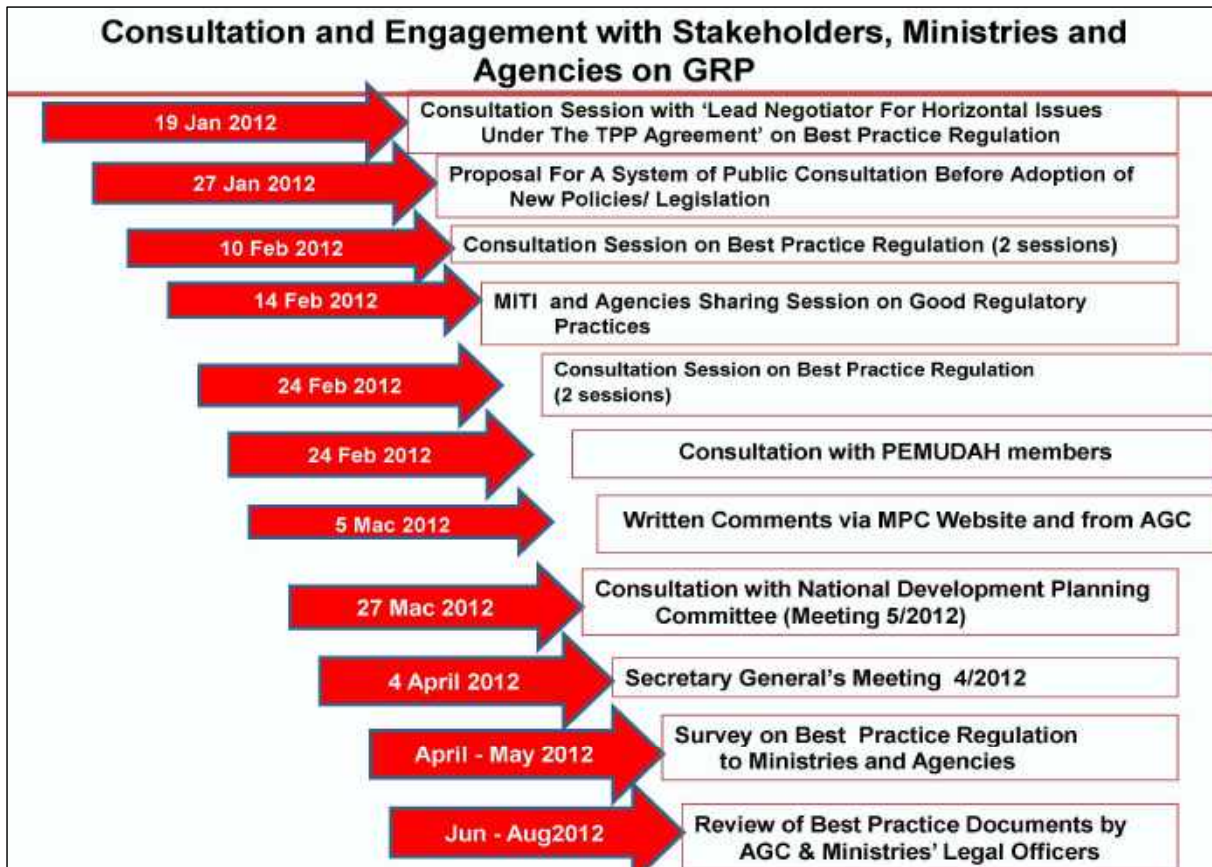 Consultation and Engagement with Stakeholders, Ministries and
Agencies on GRP
19 Jan 2012
Consultation Session with ‘Lead Negotiator For Horizontal Issues
Under The TPP Agreement’ on Best Practice Regulation
27 Jan 2012
Proposal For A System of Public Consultation Before Adoption of
New Policies/ Legislation
10 Feb 2012
Consultation Session on Best Practice Regulation (2 sessions)
14 Feb 2012
MITI and Agencies Sharing Session on Good Regulatory
Practices
24 Feb 2012
Consultation Session on Best Practice Regulation
(2 sessions)
24 Feb 2012
Consultation with PEMUDAH members
5 Mac 2012
Written Comments via MPC Website and from AGC
27 Mac 2012
Consultation with National Development Planning
Committee (Meeting 5/2012)
4 April 2012
Secretary General’s Meeting 4/2012
April - May 2012
Survey on Best Practice Regulation
to Ministries and Agencies
Jun - Aug2012
Review of Best Practice Documents by
AGC & Ministries’ Legal Officers